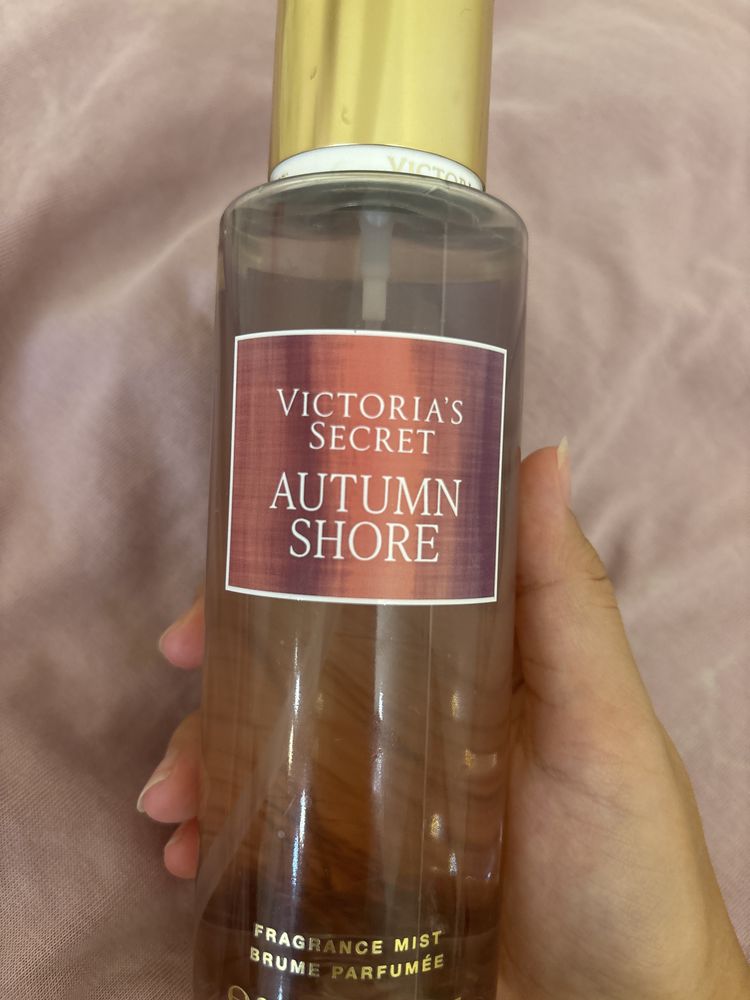 VICTORIA'S
SECRET
AUTUMN
SHORE
FRAGRANCE MIST
BRUME PARFUMÉE